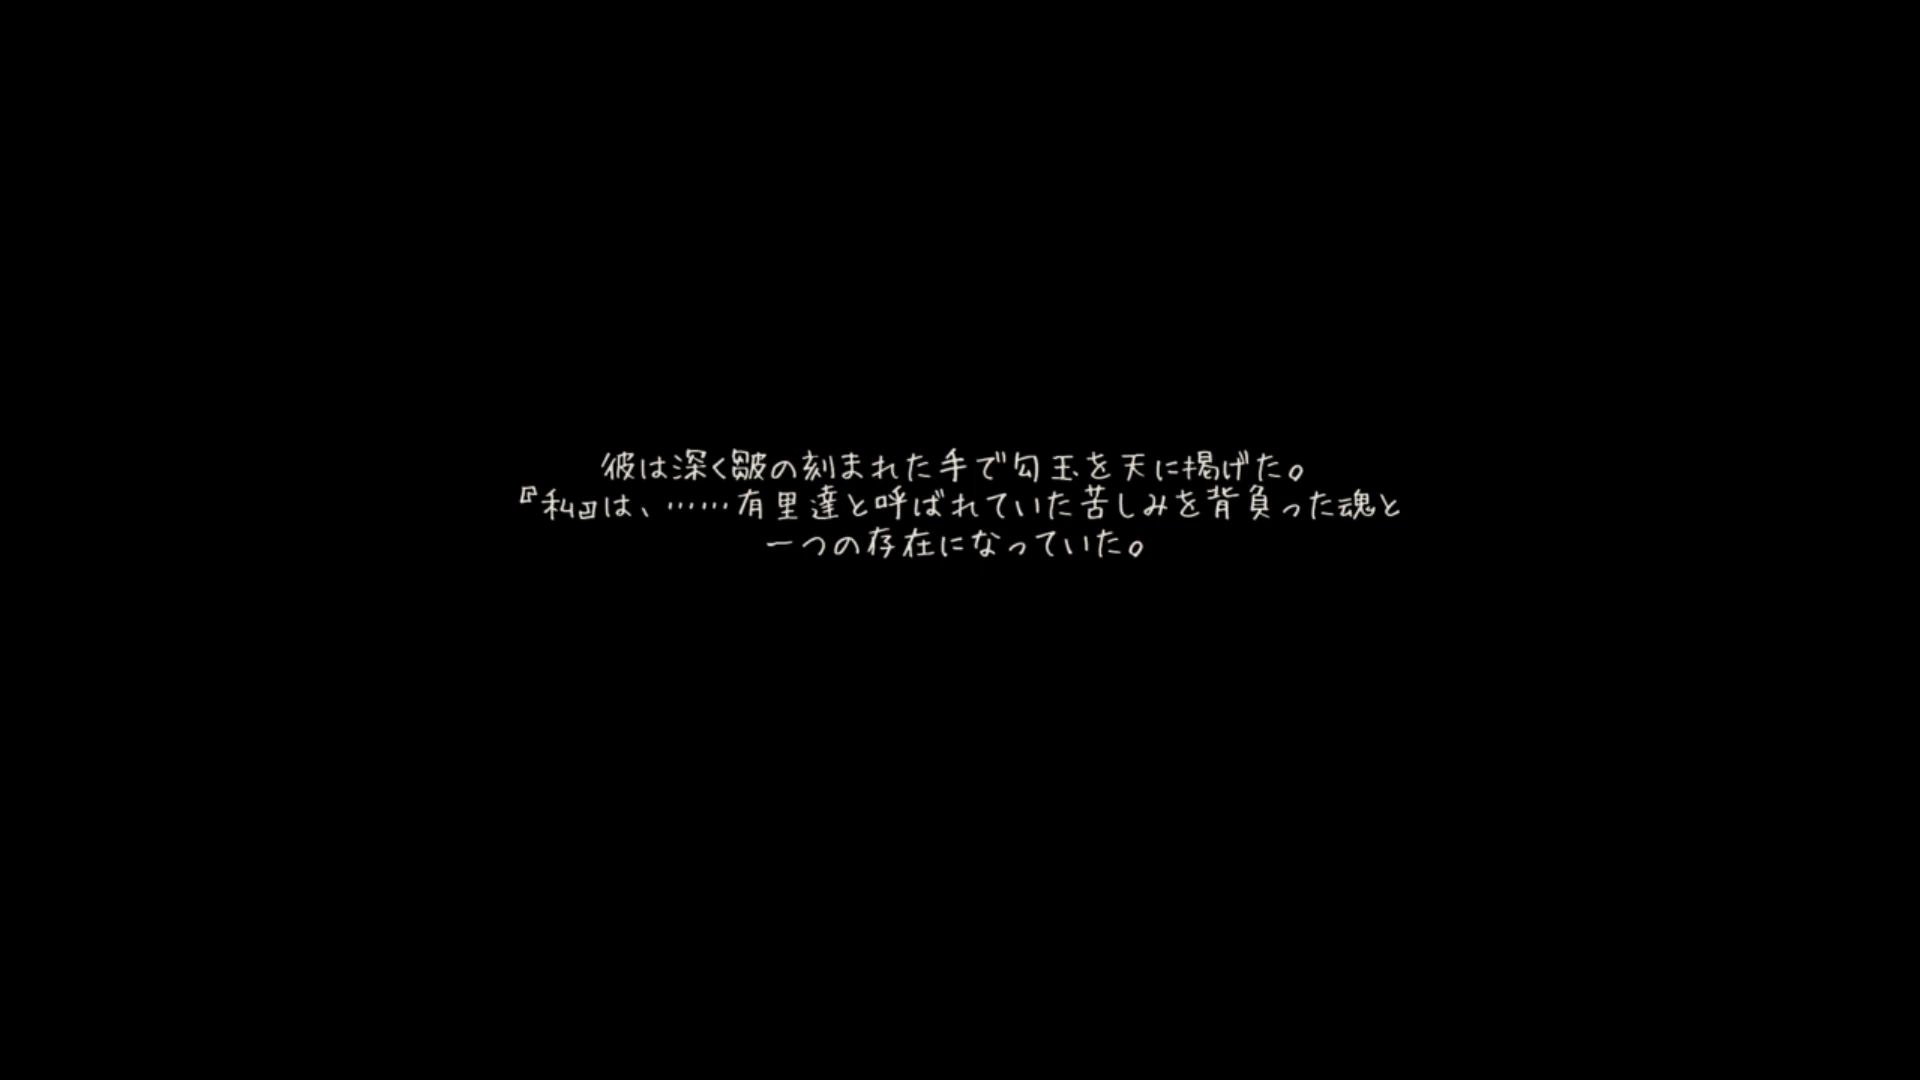 彼は深く皺の刻まれた手で勾玉を天に掲げた。
『私』は、……有里達と呼ばれていた苦しみを背負った魂と
一つの存在になっていた。